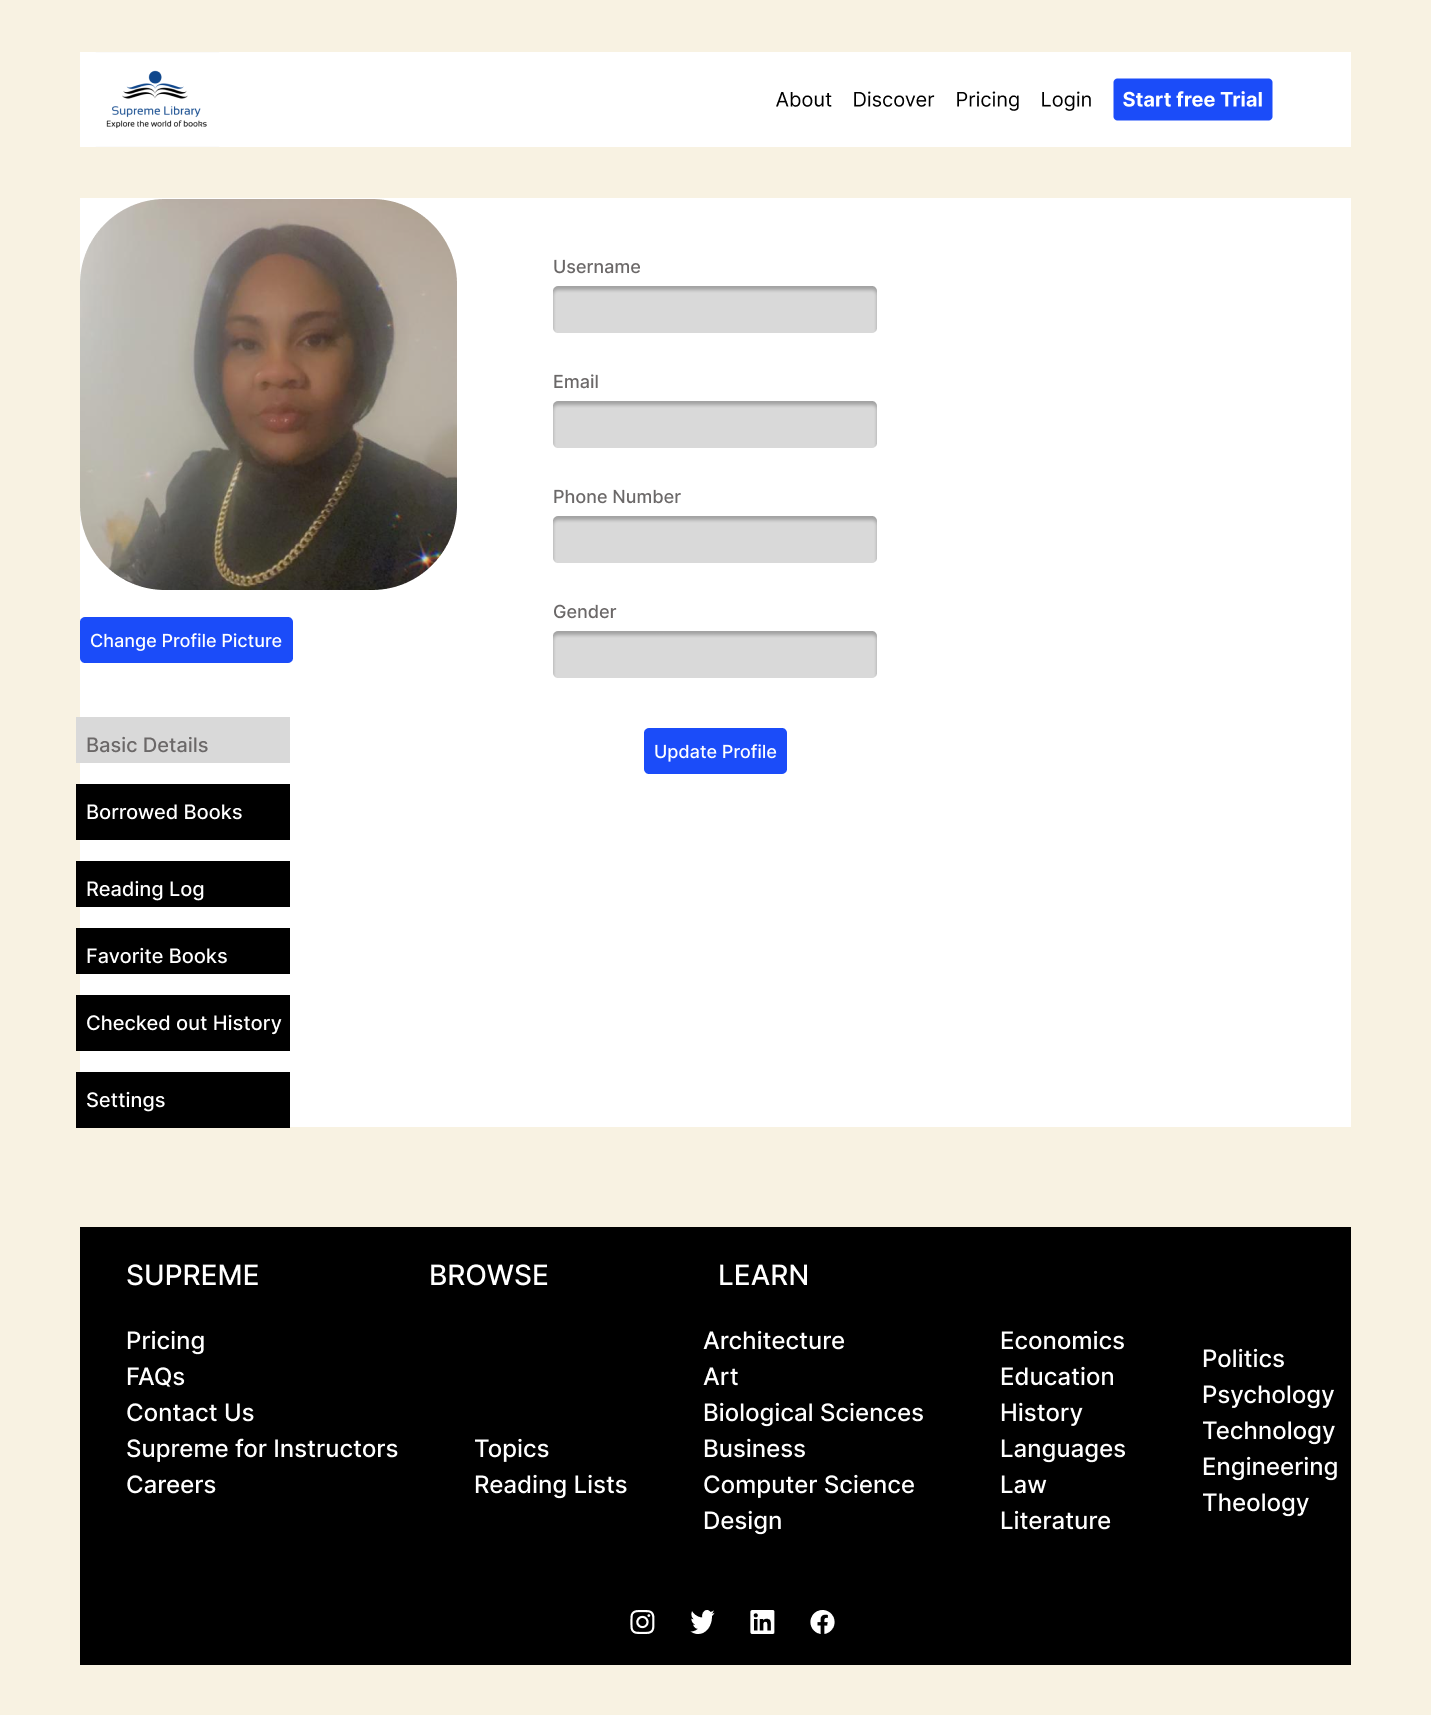 Supreme Library
Explore the world of books
About Discover Pricing Login Start free Trial
Username
Email
Phone Number
Gender
Change Profile Picture
Update Profile
Basic Details
Borrowed Books
Reading Log
Favorite Books
Checked out History
Settings
SUPREME
Pricing
FAQs
Contact Us
Supreme for Instructors
Careers
BROWSE
Topics
Reading Lists
LEARN
Architecture
Art
Biological Sciences
Business
Computer Science
Design
Economics
Education
History
Languages
Law
Literature
Politics
Psychology
Technology
Engineering
Theology